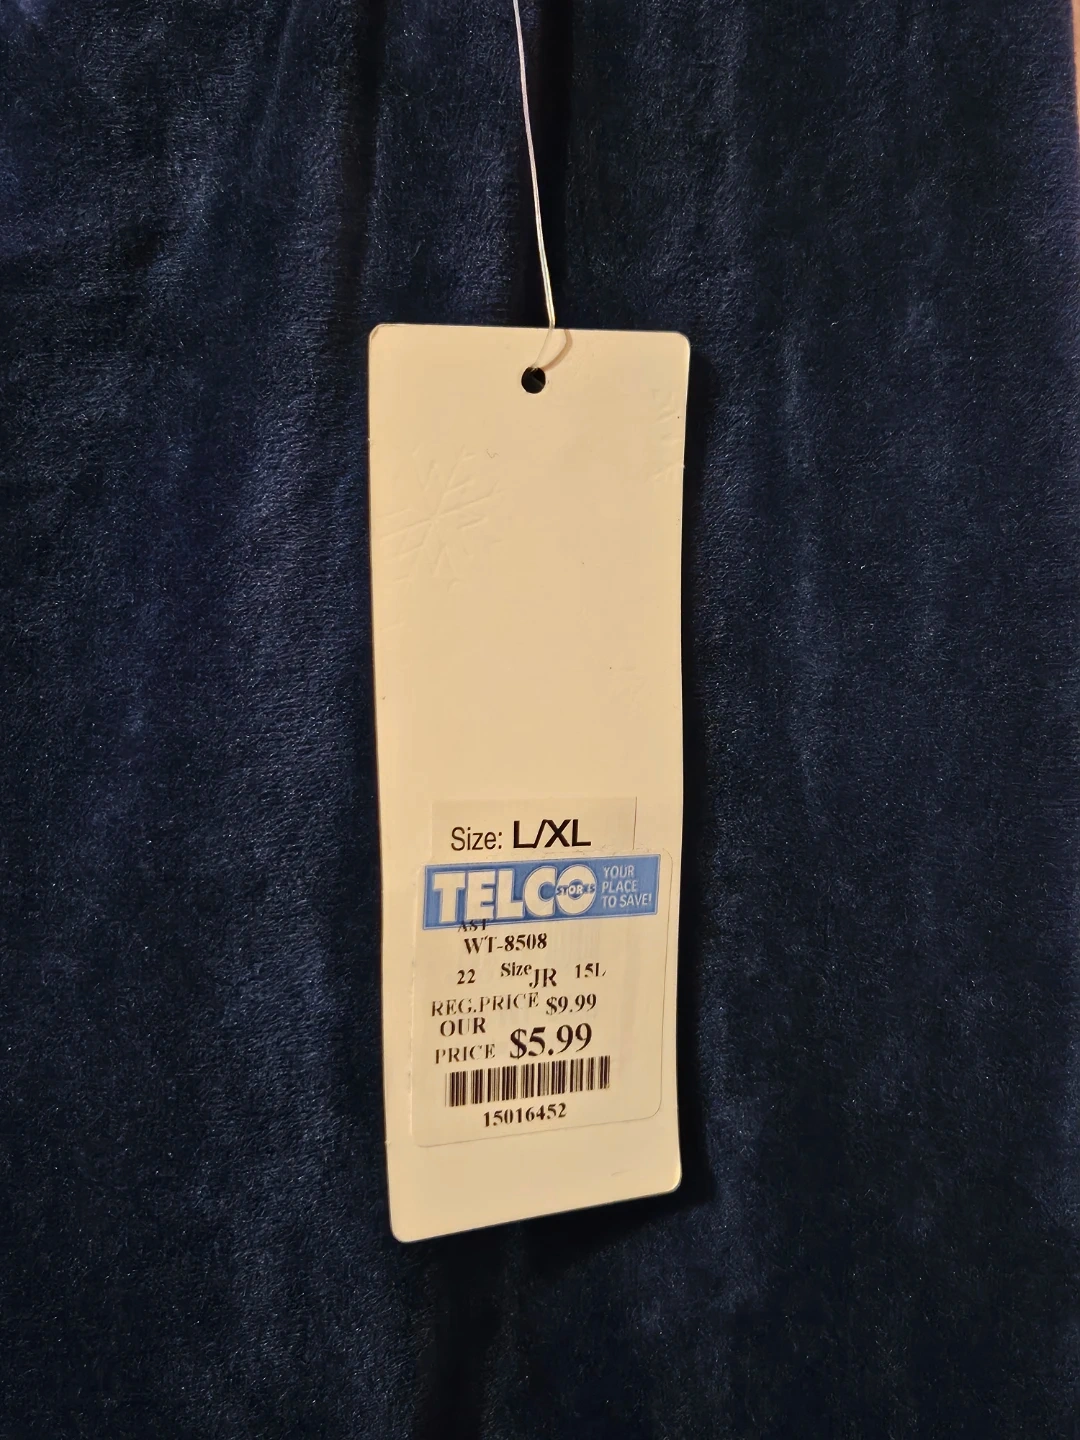 Size: L/XL
TELCO STORES YOUR PLACE TO SAVE!
AST
WT-8508
22 Size JR 15L
REG.PRICE $9.99
OUR PRICE $5.99
15016452